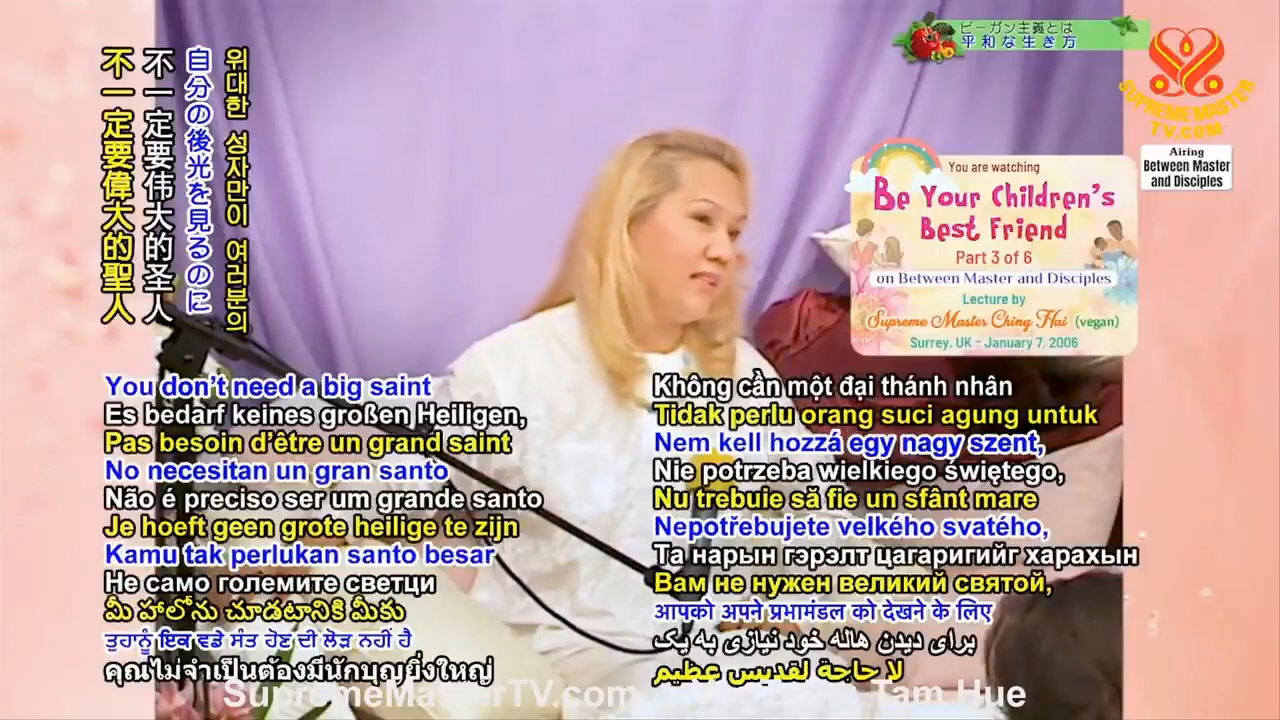 不一定要偉大的聖人
不一定要伟大的圣人
自分の後光を見るのに
위대한 성자만이 여러분의
ビーガン主義とは
平和な生き方
SUPREME MASTER
TV.COM
Airing
Between Master
and Disciples
You are watching
Be Your Children's
Best Friend
Part 3 of 6
on Between Master and Disciples
Lecture by
Supreme Master Ching Hai (vegan)
Surrey, UK - January 7, 2006
You don't need a big saint
Es bedarf keines großen Heiligen,
Pas besoin d'être un grand saint
No necesitan un gran santo
Não é preciso ser um grande santo
Je hoeft geen grote heilige te zijn
Kamu tak perlukan santo besar
Не само големите светци
మీ హాలోను చూడటానికి మీకు
ਤੁਹਾਨੂੰ ਇਕ ਵਡੇ ਸੰਤ ਹੋਣ ਦੀ ਲੋੜ ਨਹੀਂ ਹੈ
คุณไม่จำเป็นต้องมีนักบุญยิ่งใหญ่
Không cần một đại thánh nhân
Tidak perlu orang suci agung untuk
Nem kell hozzá egy nagy szent,
Nie potrzeba wielkiego świętego,
Nu trebuie să fie un sfânt mare
Nepotřebujete velkého svatého,
Та нарын гэрэлт цагаригийг харахын
Вам не нужен великий святой,
आपको अपने प्रभामंडल को देखने के लिए
برای دیدن هاله خود نیازی به یک
لا حاجة لقديس عظيم
SupremeMasterTV.com
Tam Hue